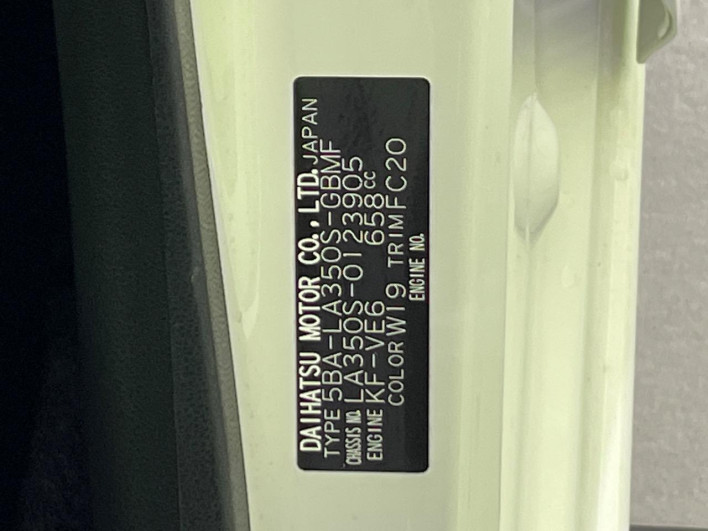 DAIHATSU MOTOR CO., LTD. JAPAN
TYPE 5BA-LA350S-GBMF
CHASSIS NO. LA350S-0123905
ENGINE KF-VE6 658cc
COLOR W19 TRIM FC20
ENGINE NO.